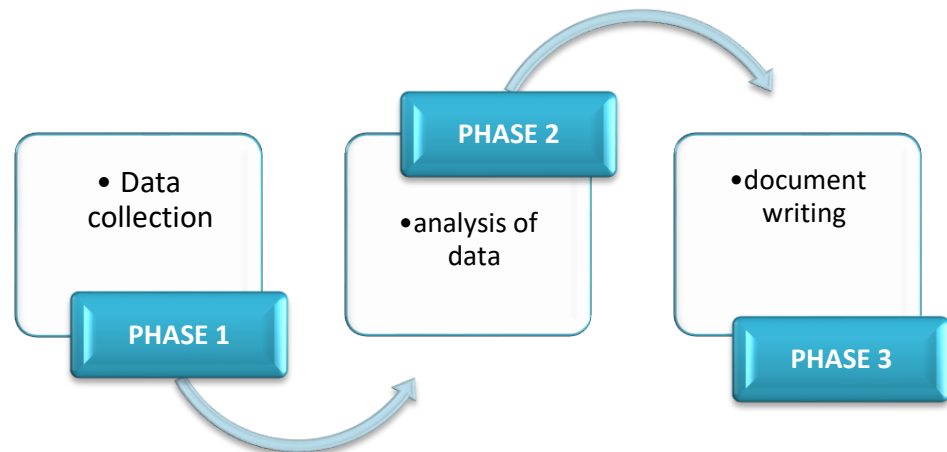 • Data
collection
PHASE 1
PHASE 2
•analysis of
data
•document
writing
PHASE 3